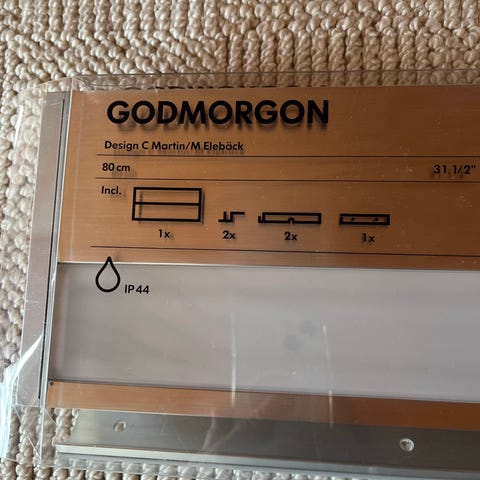 GODMORGON
Design C Martin/M Elebäck
80 cm 31,1/2"
Incl.
1x 2x 2x 1x
IP44